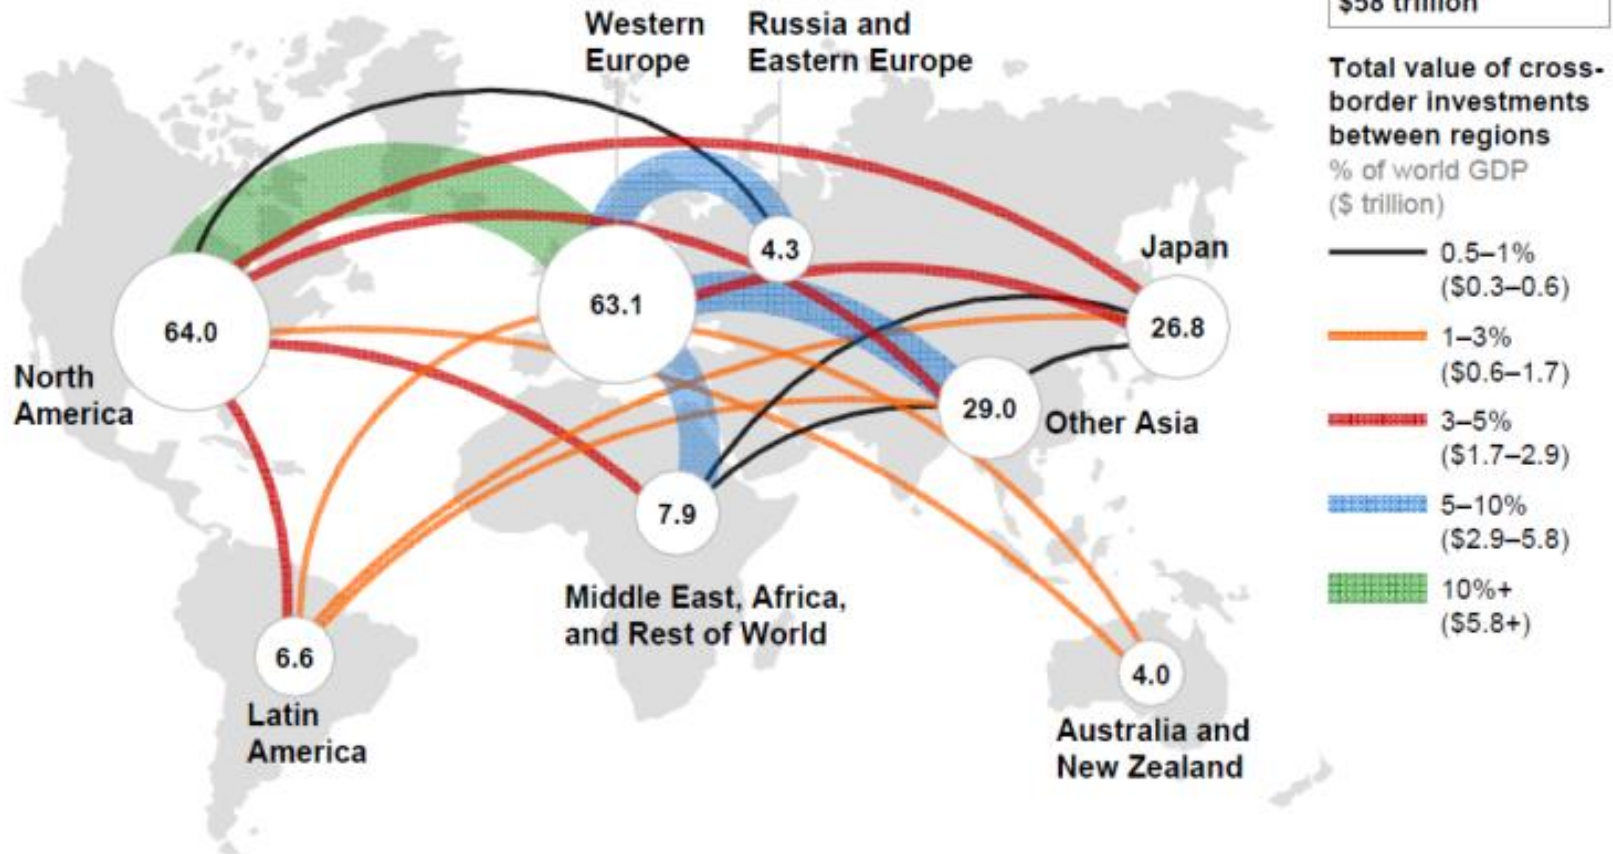 $58 trillion
Western
Europe
Russia and
Eastern Europe
Total value of cross-
border investments
between regions
% of world GDP
($ trillion)
0.5–1%
($0.3–0.6)
1–3%
($0.6–1.7)
3–5%
($1.7–2.9)
5–10%
($2.9–5.8)
10%+
($5.8+)
4.3
Japan
63.1
26.8
64.0
North
America
29.0
Other Asia
7.9
Middle East, Africa,
and Rest of World
6.6
Latin
America
4.0
Australia and
New Zealand